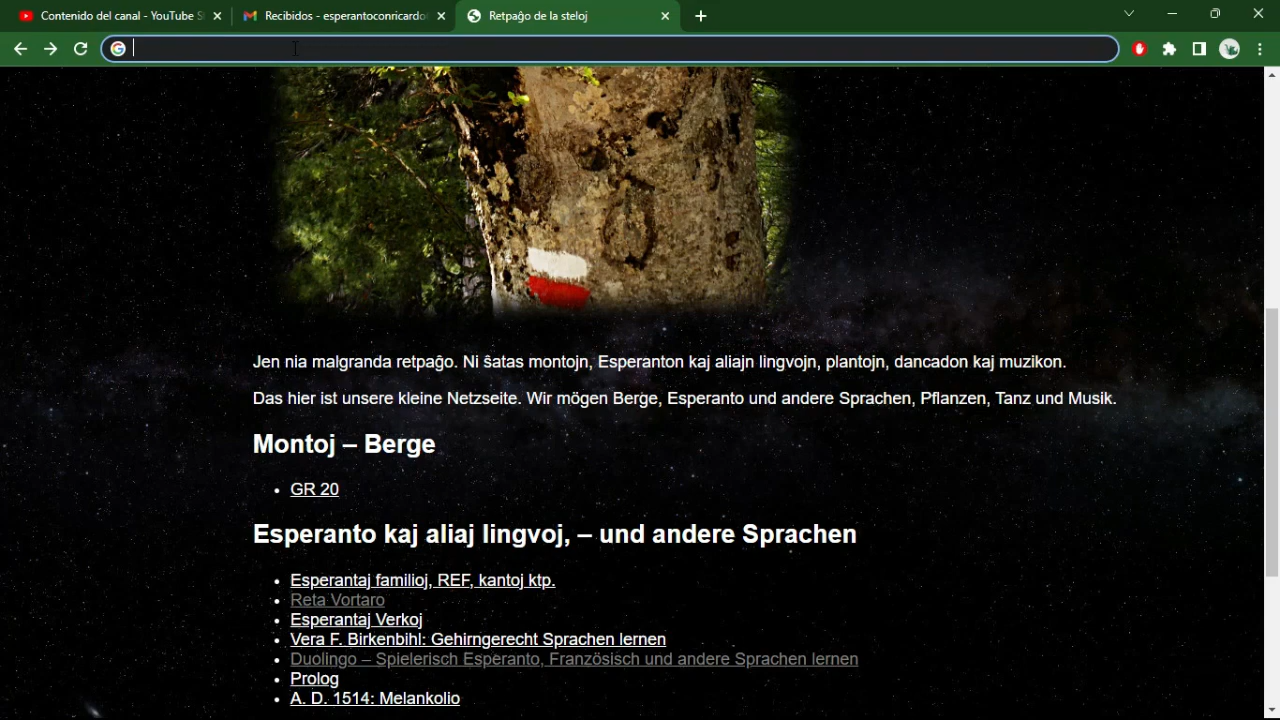 Contenido del canal - YouTube S
Recibidos - esperantoconricardo
Retpaĝo de la steloj
Jen nia malgranda retpaĝo. Ni ŝatas montojn, Esperanton kaj aliajn lingvojn, plantojn, dancadon kaj muzikon.
Das hier ist unsere kleine Netzseite. Wir mögen Berge, Esperanto und andere Sprachen, Pflanzen, Tanz und Musik.
Montoj – Berge
GR 20
Esperanto kaj aliaj lingvoj, – und andere Sprachen
Esperantaj familioj, REF, kantoj ktp.
Reta Vortaro
Esperantaj Verkoj
Vera F. Birkenbihl: Gehirngerecht Sprachen lernen
Duolingo – Spielerisch Esperanto, Französisch und andere Sprachen lernen
Prolog
A. D. 1514: Melankolio